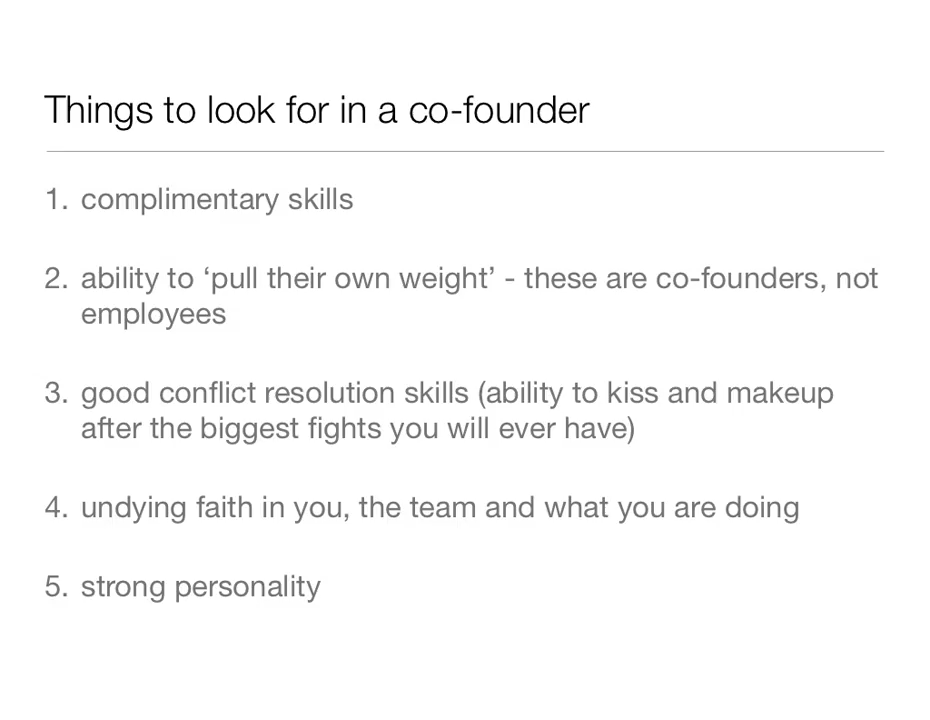 Things to look for in a co-founder
1. complimentary skills
2. ability to ‘pull their own weight’ - these are co-founders, not
employees
3. good conflict resolution skills (ability to kiss and makeup
after the biggest fights you will ever have)
4. undying faith in you, the team and what you are doing
5. strong personality